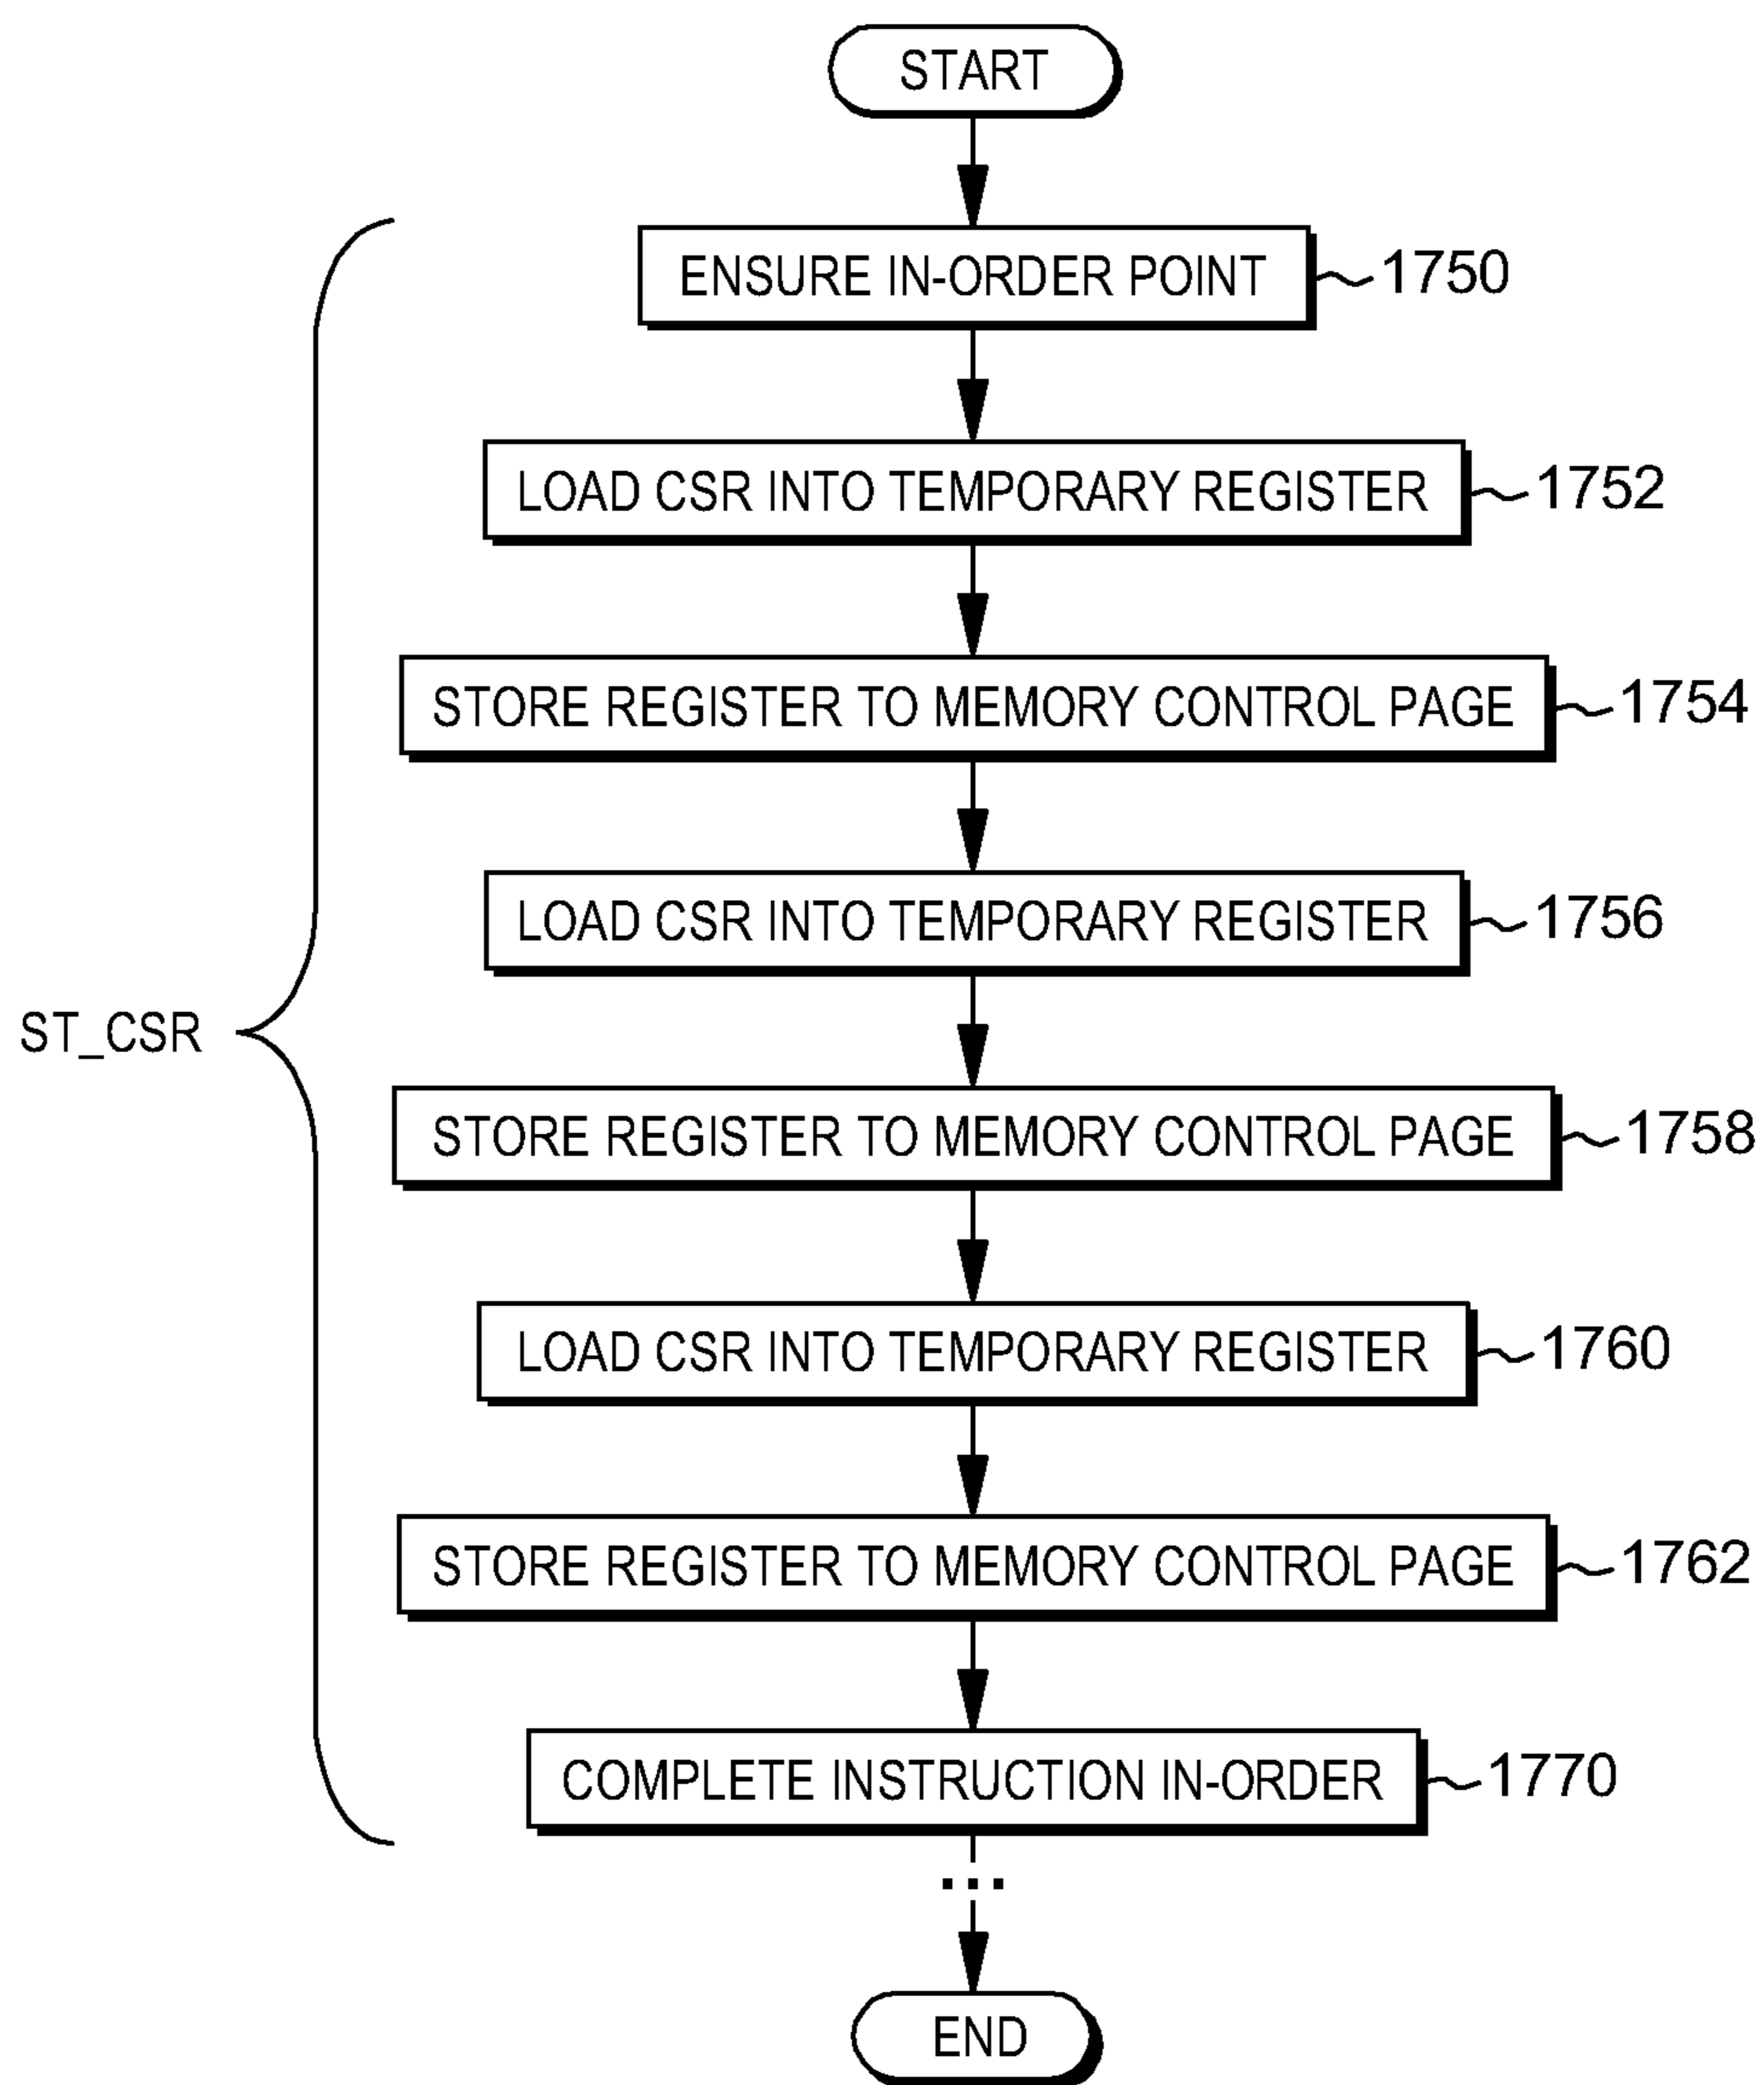 START
ENSURE IN-ORDER POINT 1750
LOAD CSR INTO TEMPORARY REGISTER 1752
STORE REGISTER TO MEMORY CONTROL PAGE 1754
LOAD CSR INTO TEMPORARY REGISTER 1756
ST_CSR
STORE REGISTER TO MEMORY CONTROL PAGE 1758
LOAD CSR INTO TEMPORARY REGISTER 1760
STORE REGISTER TO MEMORY CONTROL PAGE 1762
COMPLETE INSTRUCTION IN-ORDER 1770
...
END